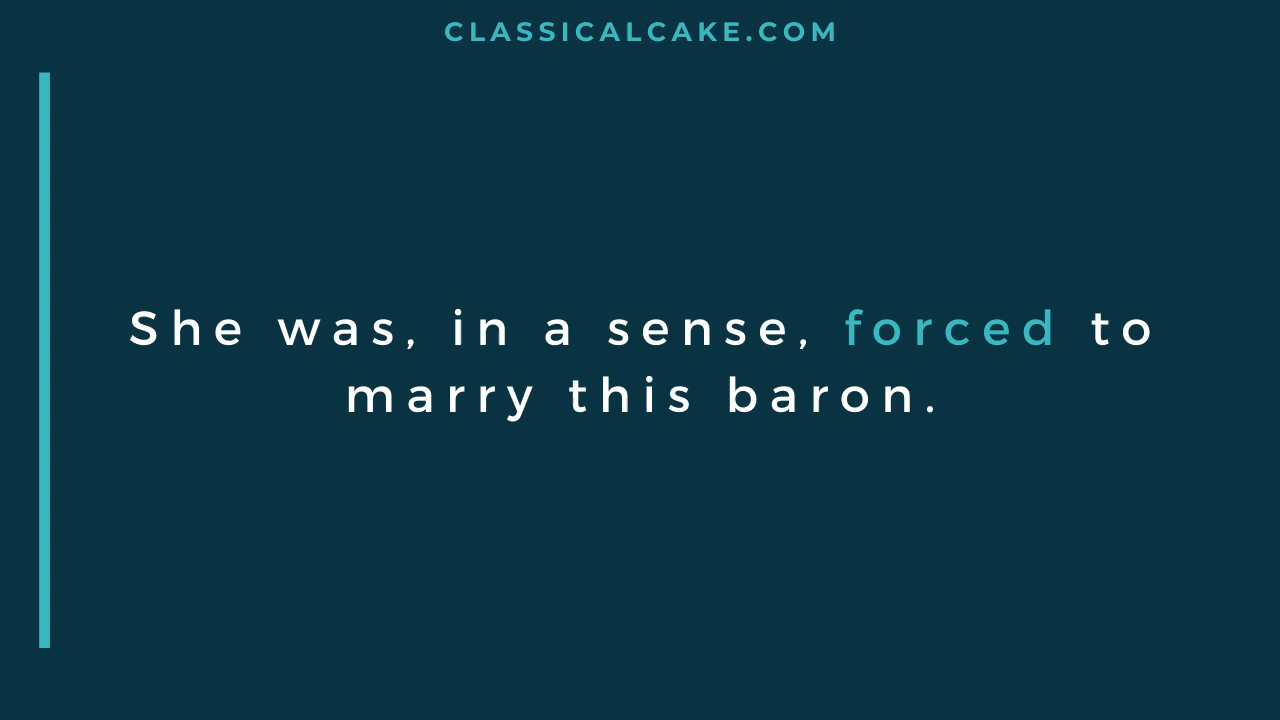 CLASSICALCAKE.COM
She was, in a sense, forced to
marry this baron.